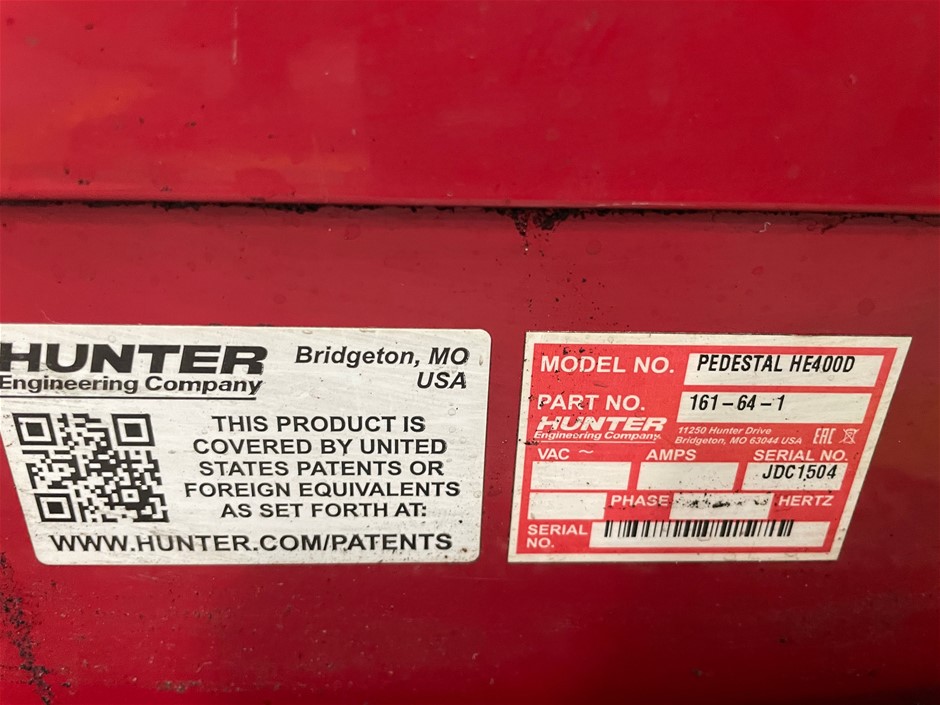 HUNTER
Engineering Company
Bridgeton, MO
USA
THIS PRODUCT IS
COVERED BY UNITED
STATES PATENTS OR
FOREIGN EQUIVALENTS
AS SET FORTH AT:
WWW.HUNTER.COM/PATENTS
MODEL NO. PEDESTAL HE400D
PART NO. 161-64-1
HUNTER
Engineering Company
11250 Hunter Drive
Bridgeton, MO 63044 USA
EAC
VAC ~ AMPS SERIAL NO.
JDC1504
PHASE HERTZ
SERIAL
NO.